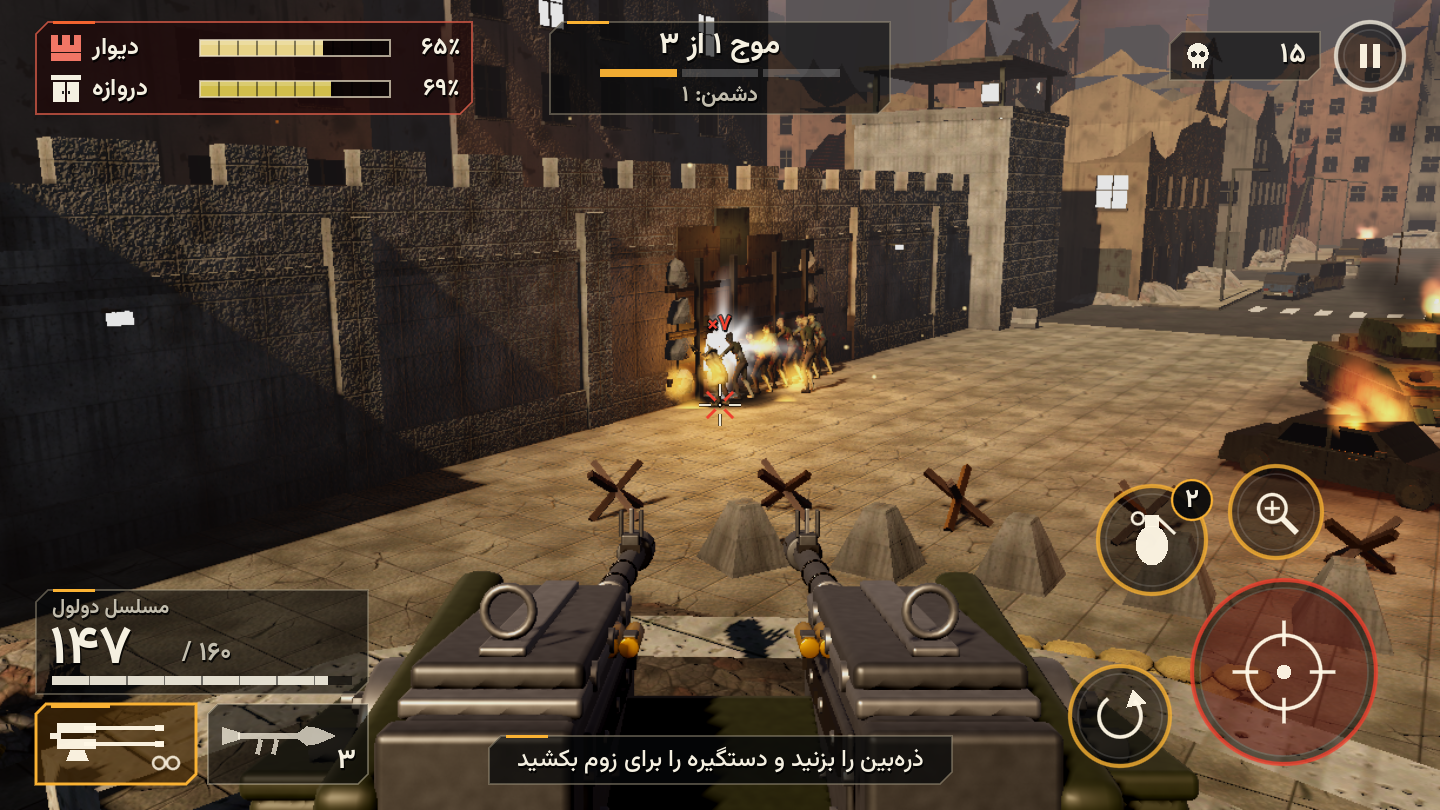 دیوار ۶۵٪
دروازه ۶۹٪
موج ۱ از ۳
دشمن: ۱
۱۵
×۷
۲
مسلسل دولول
۱۴۷ / ۱۶۰
∞
۳
ذره‌بین را بزنید و دستگیره را برای زوم بکشید